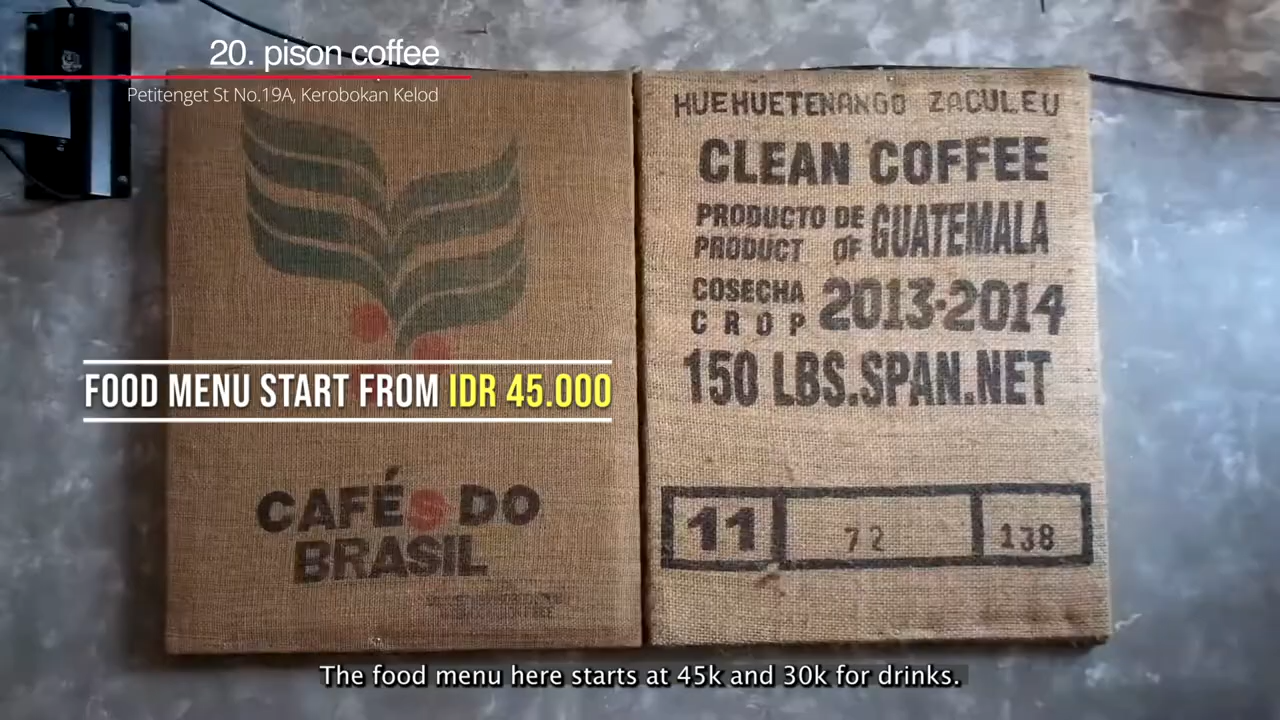 20. pison coffee
Petitenget St No.19A, Kerobokan Kelod
HUEHUETENANGO ZACULEU
CLEAN COFFEE
PRODUCTO DE
PRODUCT OF
GUATEMALA
COSECHA
CROP
2013-2014
150 LBS.SPAN.NET
11 72 138
FOOD MENU START FROM IDR 45.000
CAFÉS DO
BRASIL
The food menu here starts at 45k and 30k for drinks.